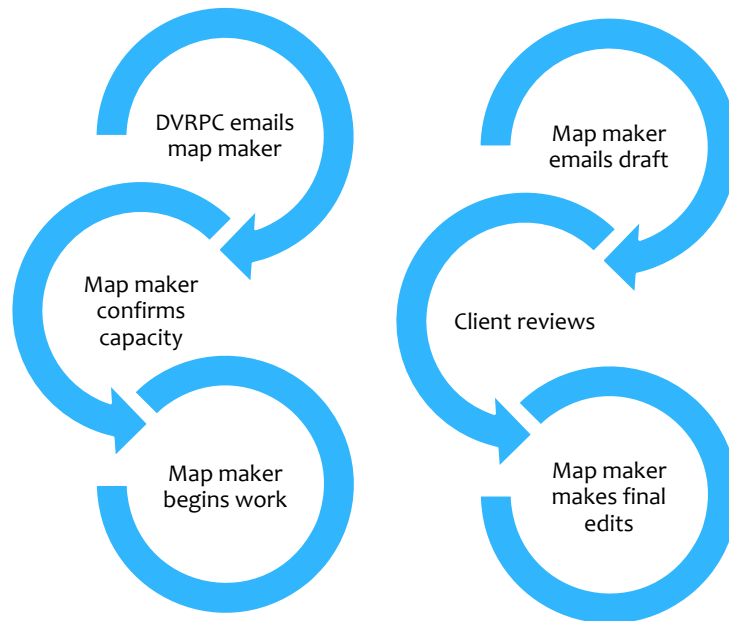 DVRPC emails
map maker
Map maker
confirms
capacity
Map maker
begins work
Map maker
emails draft
Client reviews
Map maker
makes final
edits